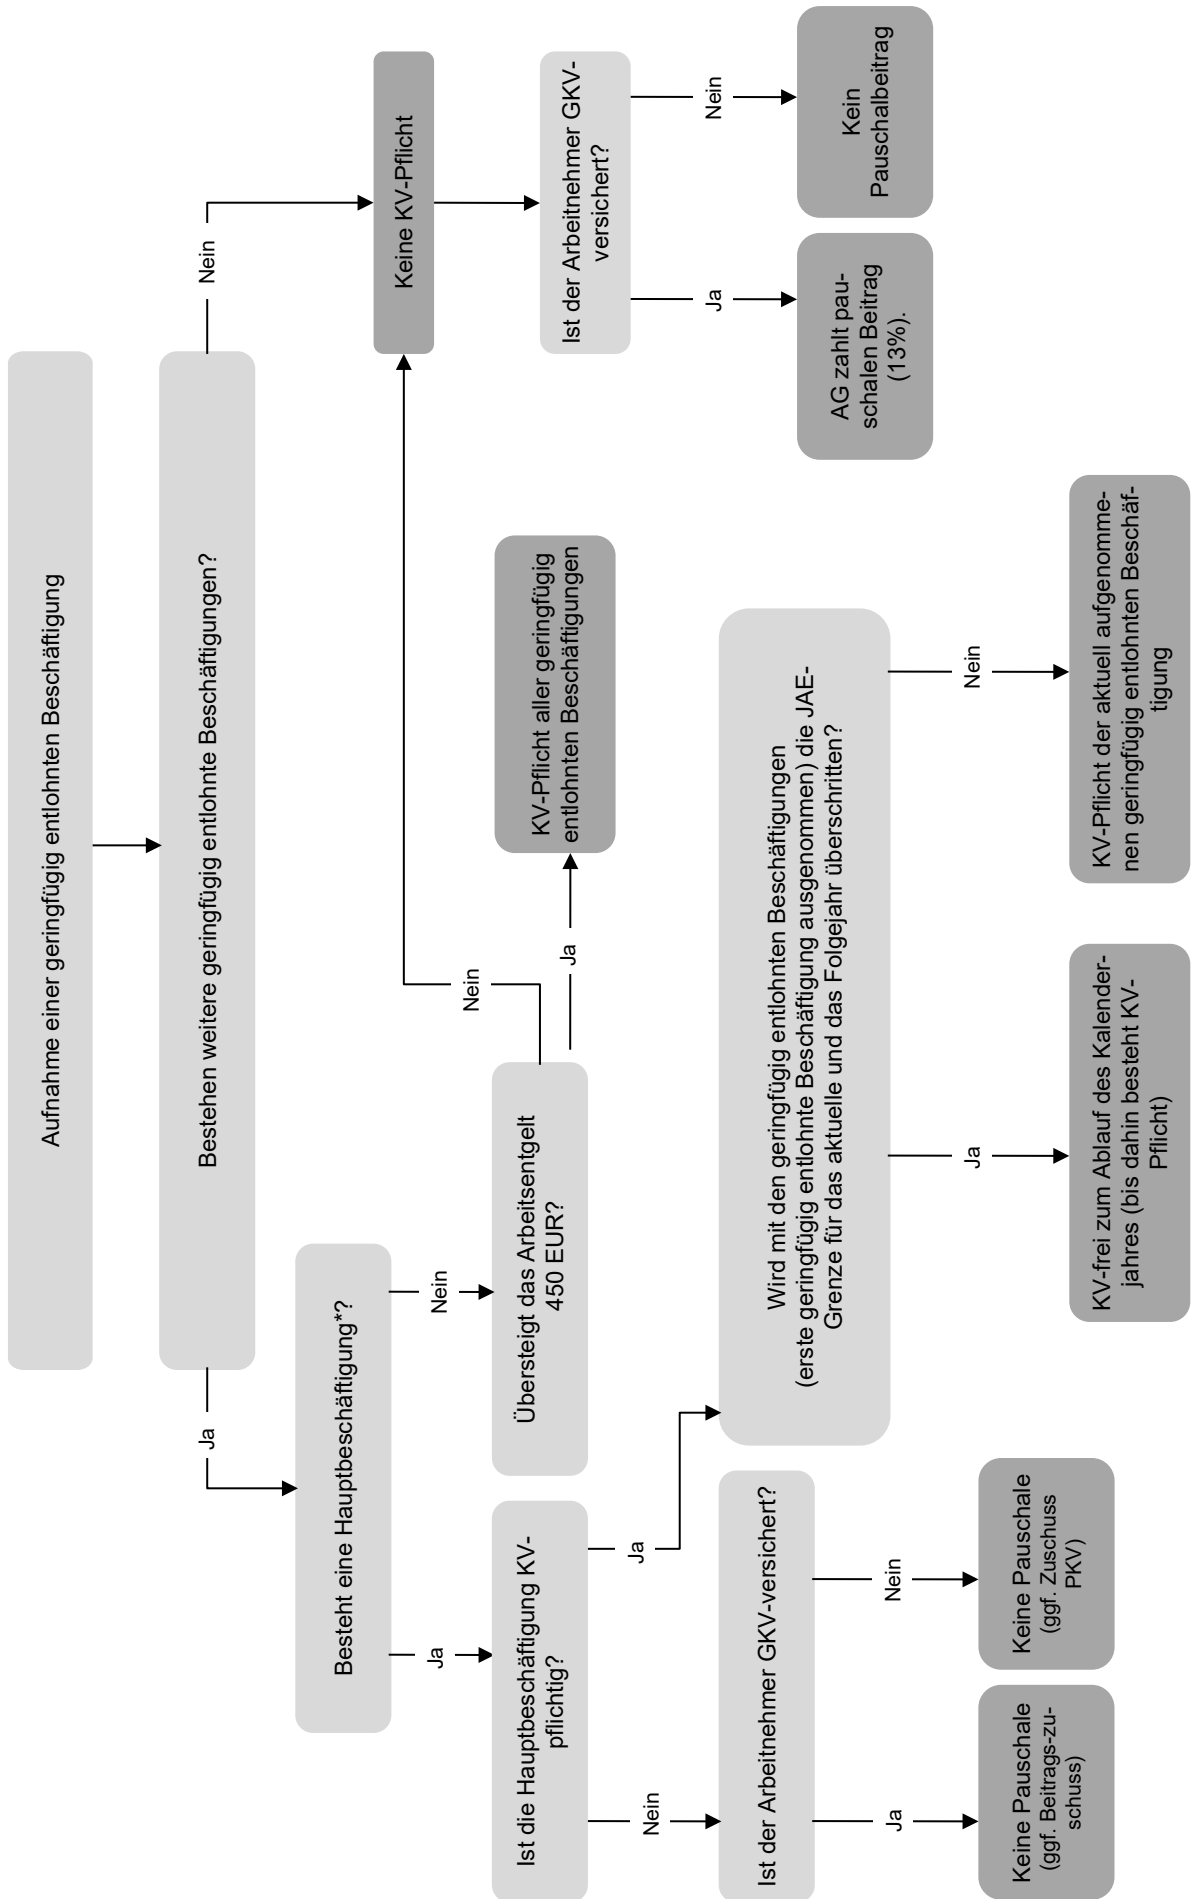 Aufnahme einer geringfügig entlohnten Beschäftigung
Bestehen weitere geringfügig entlohnte Beschäftigungen?
Ja
Nein
Besteht eine Hauptbeschäftigung*?
Ja
Nein
Keine KV-Pflicht
Ist die Hauptbeschäftigung KV-
pflichtig?
Übersteigt das Arbeitsentgelt
450 EUR?
Nein
Ja
KV-Pflicht aller geringfügig
entlohnten Beschäftigungen
Ist der Arbeitnehmer GKV-
versichert?
Nein
Ja
Ja
Nein
Ist der Arbeitnehmer GKV-versichert?
Wird mit den geringfügig entlohnten Beschäftigungen
(erste geringfügig entlohnte Beschäftigung ausgenommen) die JAE-
Grenze für das aktuelle und das Folgejahr überschritten?
AG zahlt pau-
schalen Beitrag
(13%).
Kein
Pauschalbeitrag
Ja
Nein
Ja
Nein
Keine Pauschale
(ggf. Beitrags-zu-
schuss)
Keine Pauschale
(ggf. Zuschuss
PKV)
KV-frei zum Ablauf des Kalender-
jahres (bis dahin besteht KV-
Pflicht)
KV-Pflicht der aktuell aufgenomme-
nen geringfügig entlohnten Beschäf-
tigung